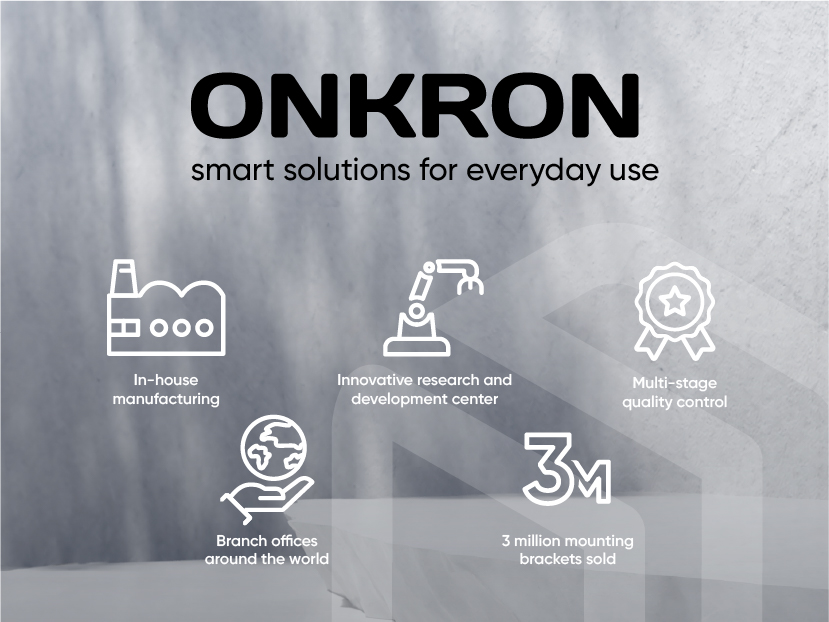 ONKRON
smart solutions for everyday use
In-house
manufacturing
Innovative research and
development center
Multi-stage
quality control
3M
Branch offices
around the world
3 million mounting
brackets sold